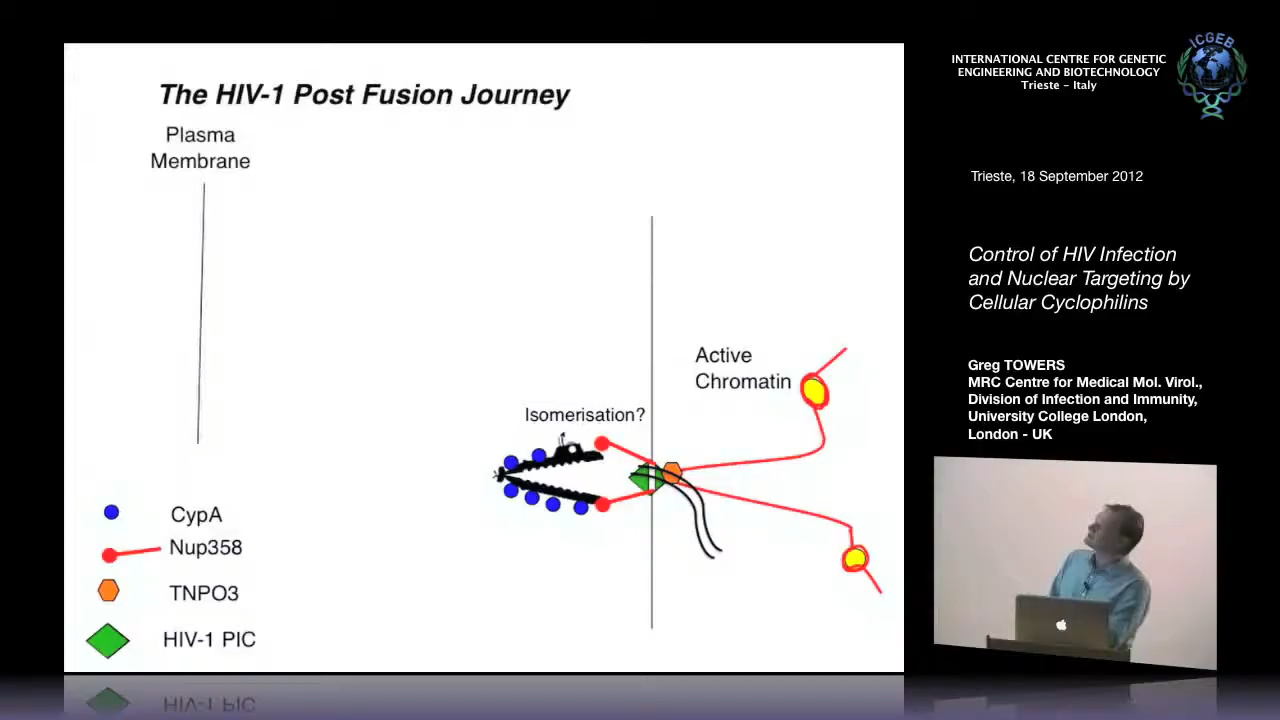 The HIV-1 Post Fusion Journey
Plasma
Membrane
Active
Chromatin
Isomerisation?
CypA
Nup358
TNPO3
HIV-1 PIC
ICGEB
INTERNATIONAL CENTRE FOR GENETIC
ENGINEERING AND BIOTECHNOLOGY
Trieste - Italy
Trieste, 18 September 2012
Control of HIV Infection
and Nuclear Targeting by
Cellular Cyclophilins
Greg TOWERS
MRC Centre for Medical Mol. Virol.,
Division of Infection and Immunity,
University College London,
London - UK